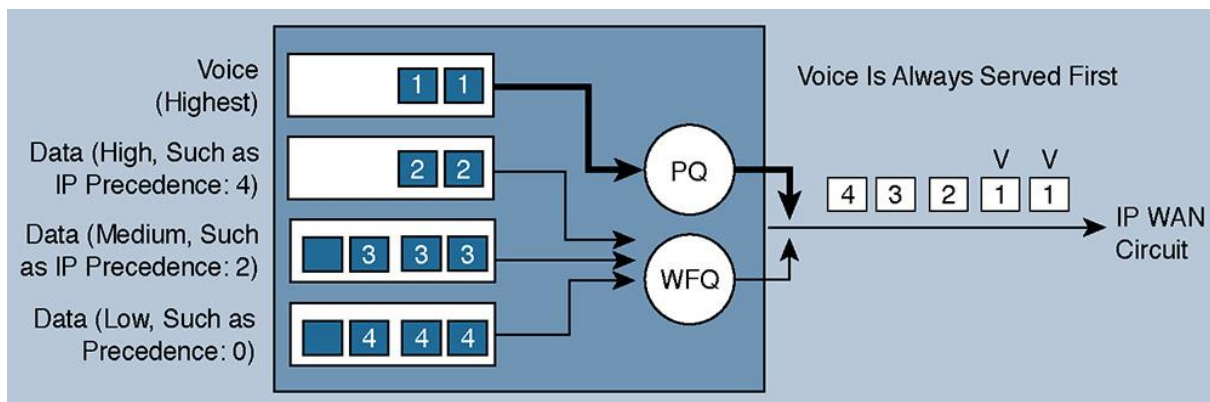 Voice
(Highest)
1 1
Data (High, Such as
IP Precedence: 4)
2 2
Data (Medium, Such
as IP Precedence: 2)
3 3 3
Data (Low, Such as
Precedence: 0)
4 4 4
PQ
WFQ
Voice Is Always Served First
V V
4 3 2 1 1
IP WAN
Circuit